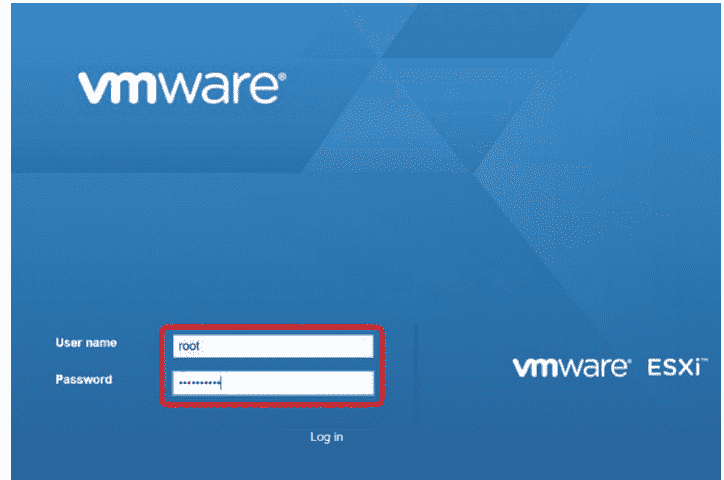 vmware®
User name
root
Password
••••••••••
vmware® ESXi™
Log in